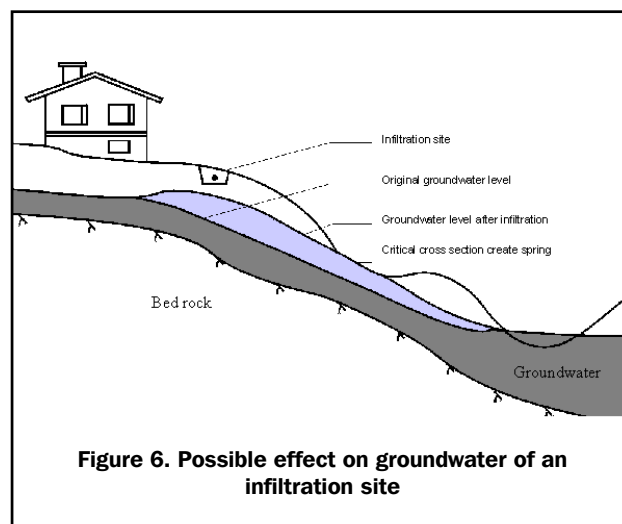 Infiltration site
Original groundwater level
Groundwater level after infiltration
Critical cross section create spring
Bed rock
Groundwater
Figure 6. Possible effect on groundwater of an
infiltration site